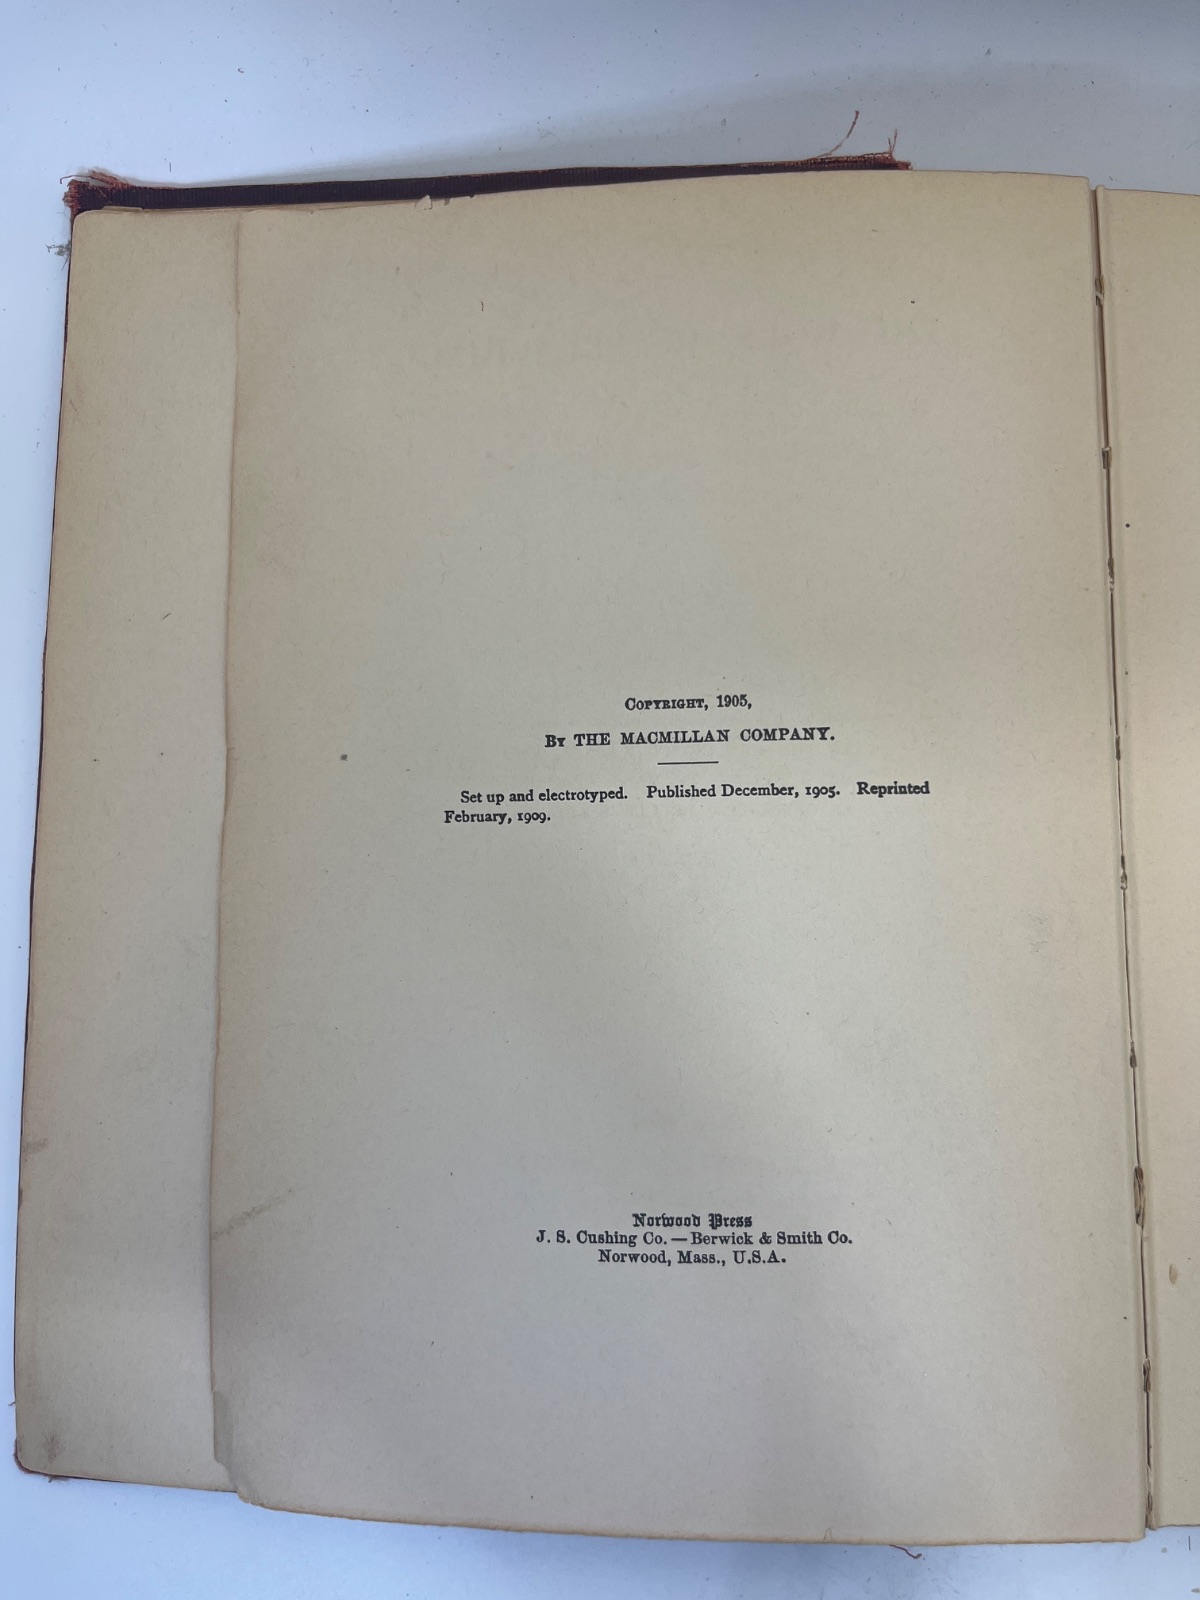 COPYRIGHT, 1905,
BY THE MACMILLAN COMPANY.
Set up and electrotyped. Published December, 1905. Reprinted
February, 1909.
Norwood Press
J. S. Cushing Co. — Berwick & Smith Co.
Norwood, Mass., U.S.A.